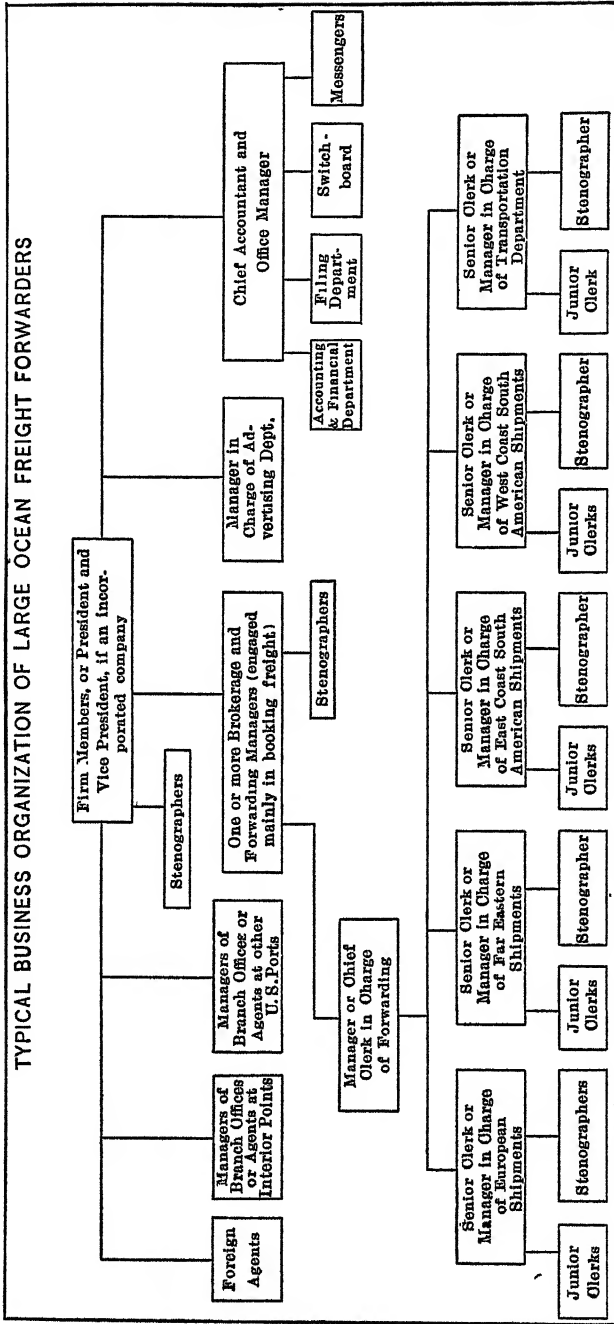 TYPICAL BUSINESS ORGANIZATION OF LARGE OCEAN FREIGHT FORWARDERS
Firm Members, or President and
Vice President, if an incor-
porated company
Stenographers
Foreign
Agents
Managers of
Branch Offices
or Agents at
Interior Points
Managers of
Branch Offices or
Agents at other
U.S. Ports
One or more Brokerage and
Forwarding Managers (engaged
mainly in booking freight)
Manager in
Charge of Ad-
vertising Dept.
Chief Accountant and
Office Manager
Stenographers
Accounting
& Financial
Department
Filing
Depart-
ment
Switch-
board
Messengers
Manager or Chief
Clerk in Charge
of Forwarding
Senior Clerk or
Manager in Charge
of European
Shipments
Senior Clerk or
Manager in Charge
of Far Eastern
Shipments
Senior Clerk or
Manager in Charge
of East Coast South
American Shipments
Senior Clerk or
Manager in Charge
of West Coast South
American Shipments
Senior Clerk or
Manager in Charge
of Transportation
Department
Junior
Clerks
Stenographers
Junior
Clerks
Stenographer
Junior
Clerks
Stenographer
Junior
Clerks
Stenographer
Junior
Clerk
Stenographer